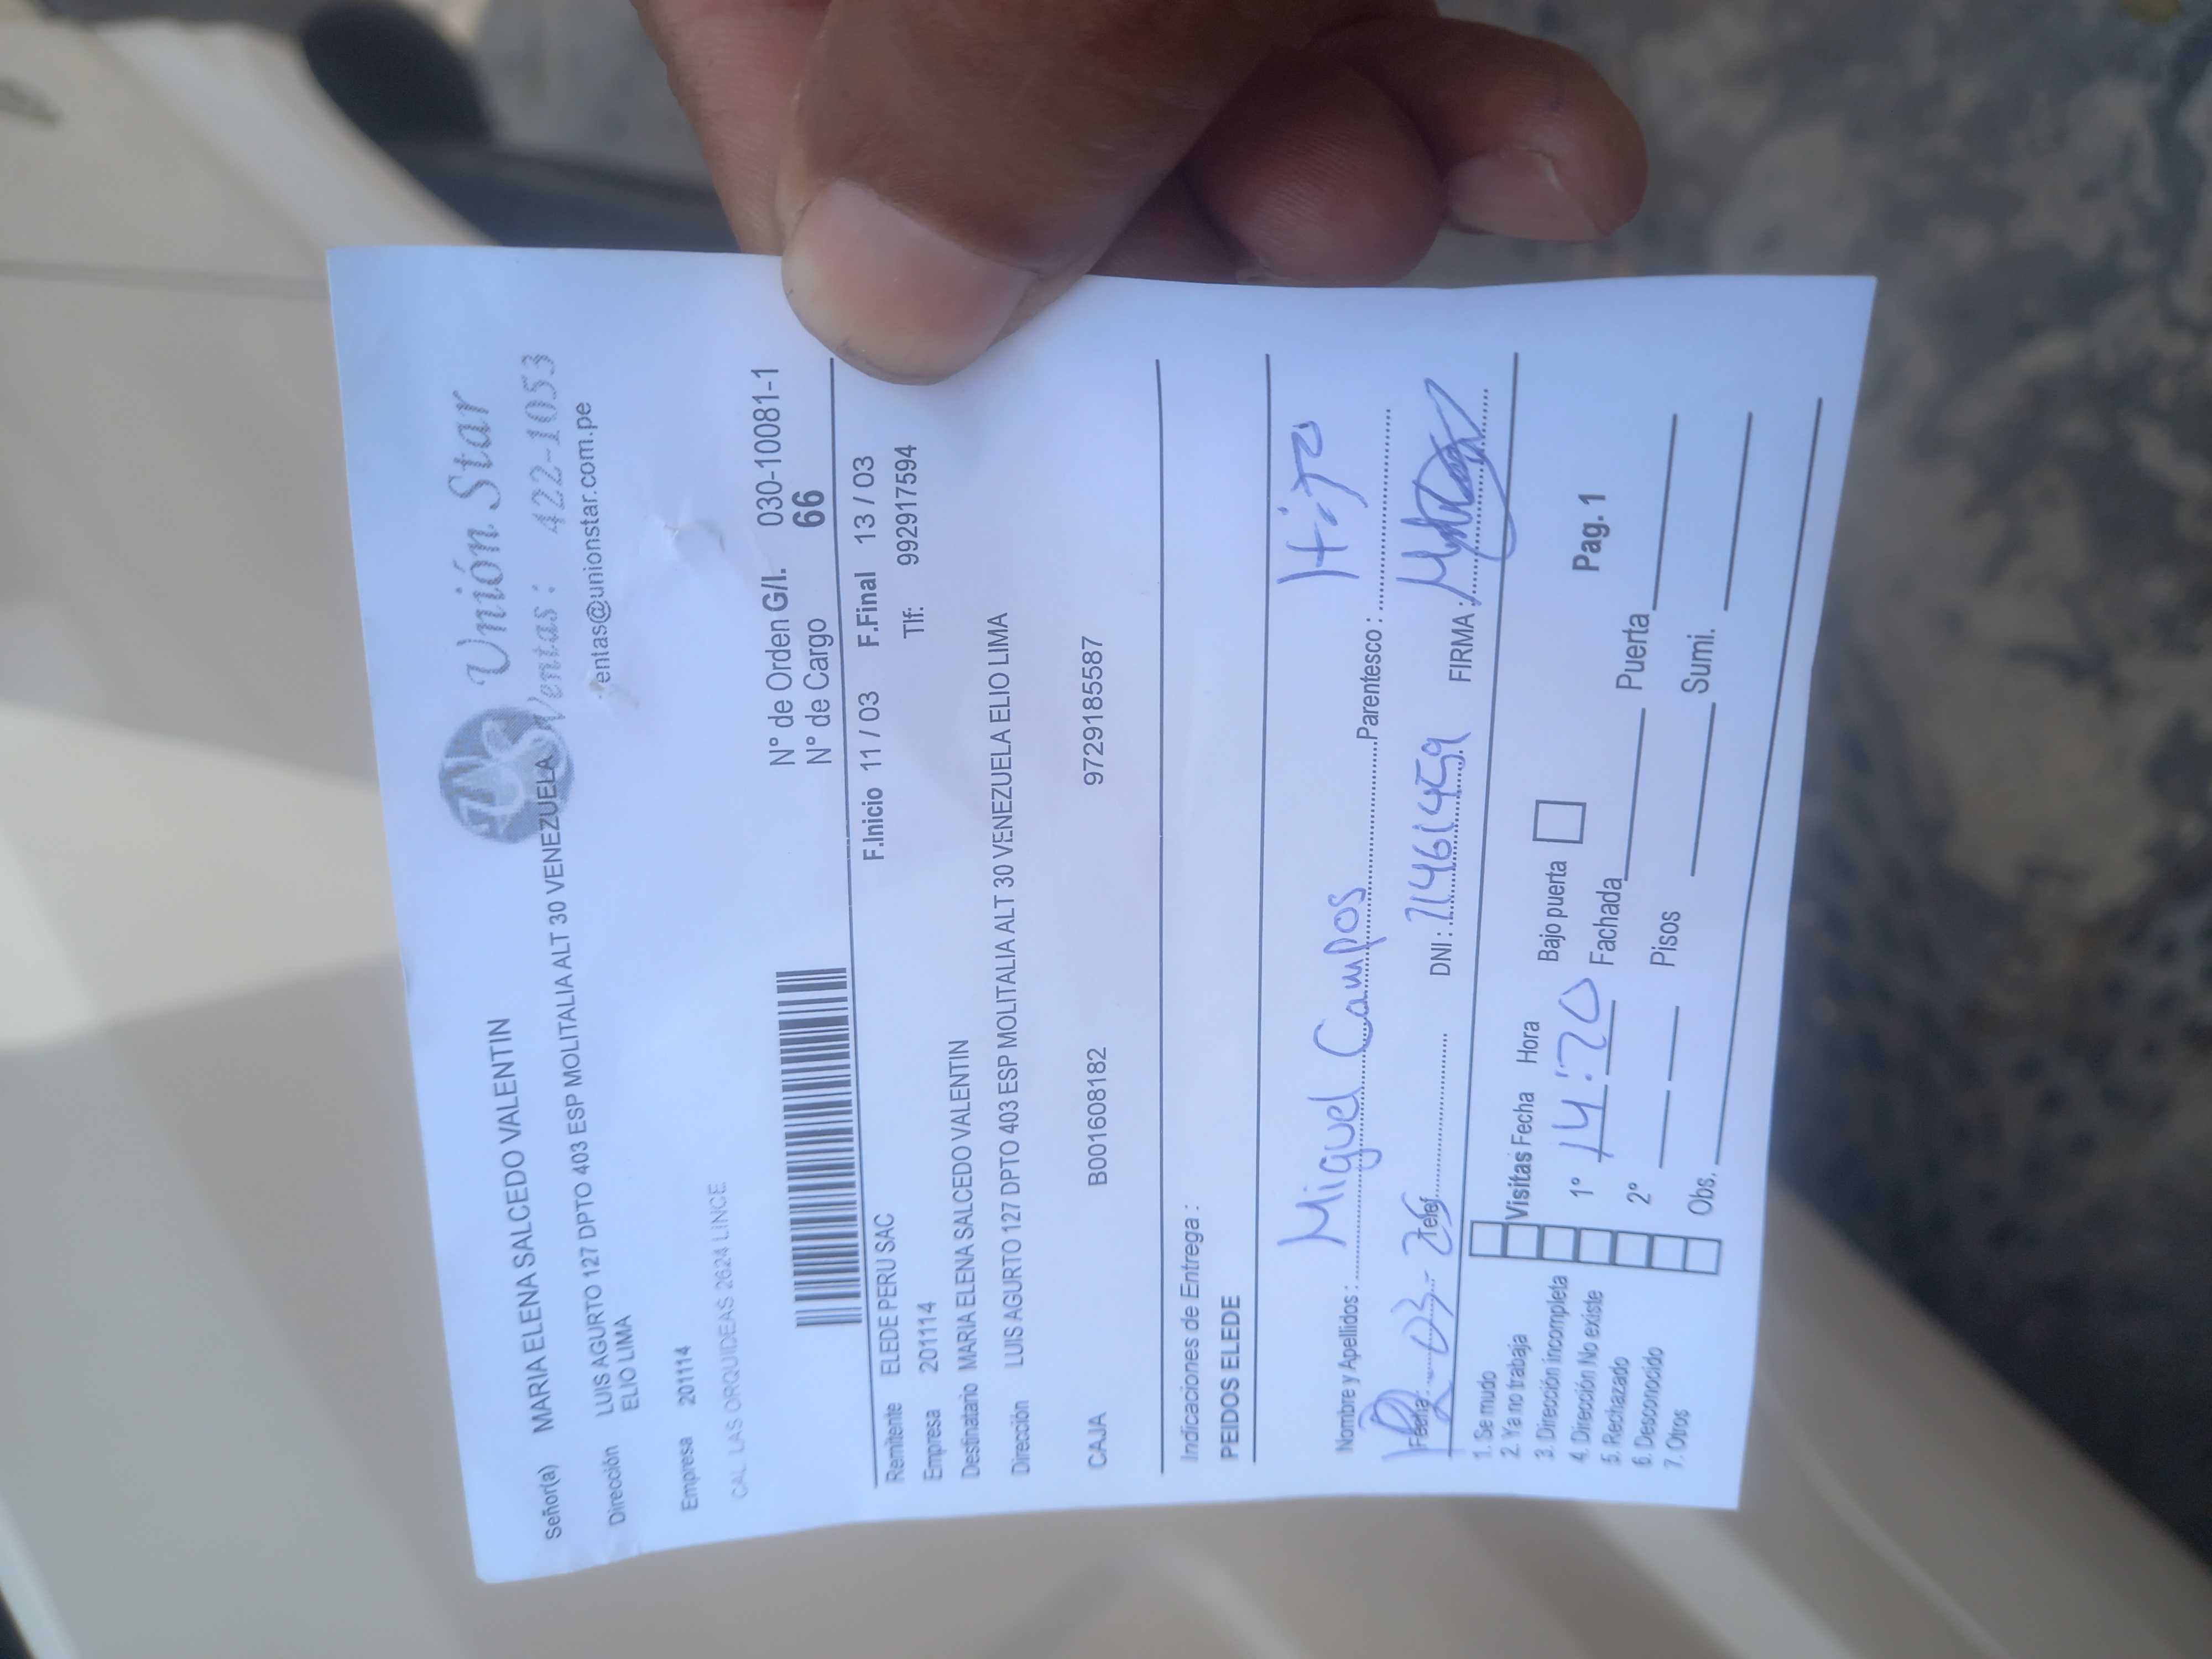 Unión Star
Ventas: 422-1053
entas@unionstar.com.pe
Señor(a) MARIA ELENA SALCEDO VALENTIN
Dirección LUIS AGURTO 127 DPTO 403 ESP MOLITALIA ALT 30 VENEZUELA
ELIO LIMA
Empresa 201114
CAL LAS ORQUIDEAS 2624 LINCE
N° de Orden G/I. 030-10081-1
N° de Cargo 66
F.Inicio 11 / 03 F.Final 13 / 03
Remitente ELEDE PERU SAC Tlf: 992917594
Empresa 201114
Destinatario MARIA ELENA SALCEDO VALENTIN
Dirección LUIS AGURTO 127 DPTO 403 ESP MOLITALIA ALT 30 VENEZUELA ELIO LIMA
CAJA B001608182 9729185587
Indicaciones de Entrega :
PEIDOS ELEDE
Nombre y Apellidos : Miguel Campos Parentesco : Hijo
Fecha: 12-03-25 Telef. DNI : 71461459 FIRMA :
1. Se mudo
2. Ya no trabaja
3. Dirección incompleta
4. Dirección No existe
5. Rechazado
6. Desconocido
7. Otros
Visitas Fecha Hora Bajo puerta
1° 14:20 Fachada Pag. 1
2° Pisos Puerta
Obs. Sumi.